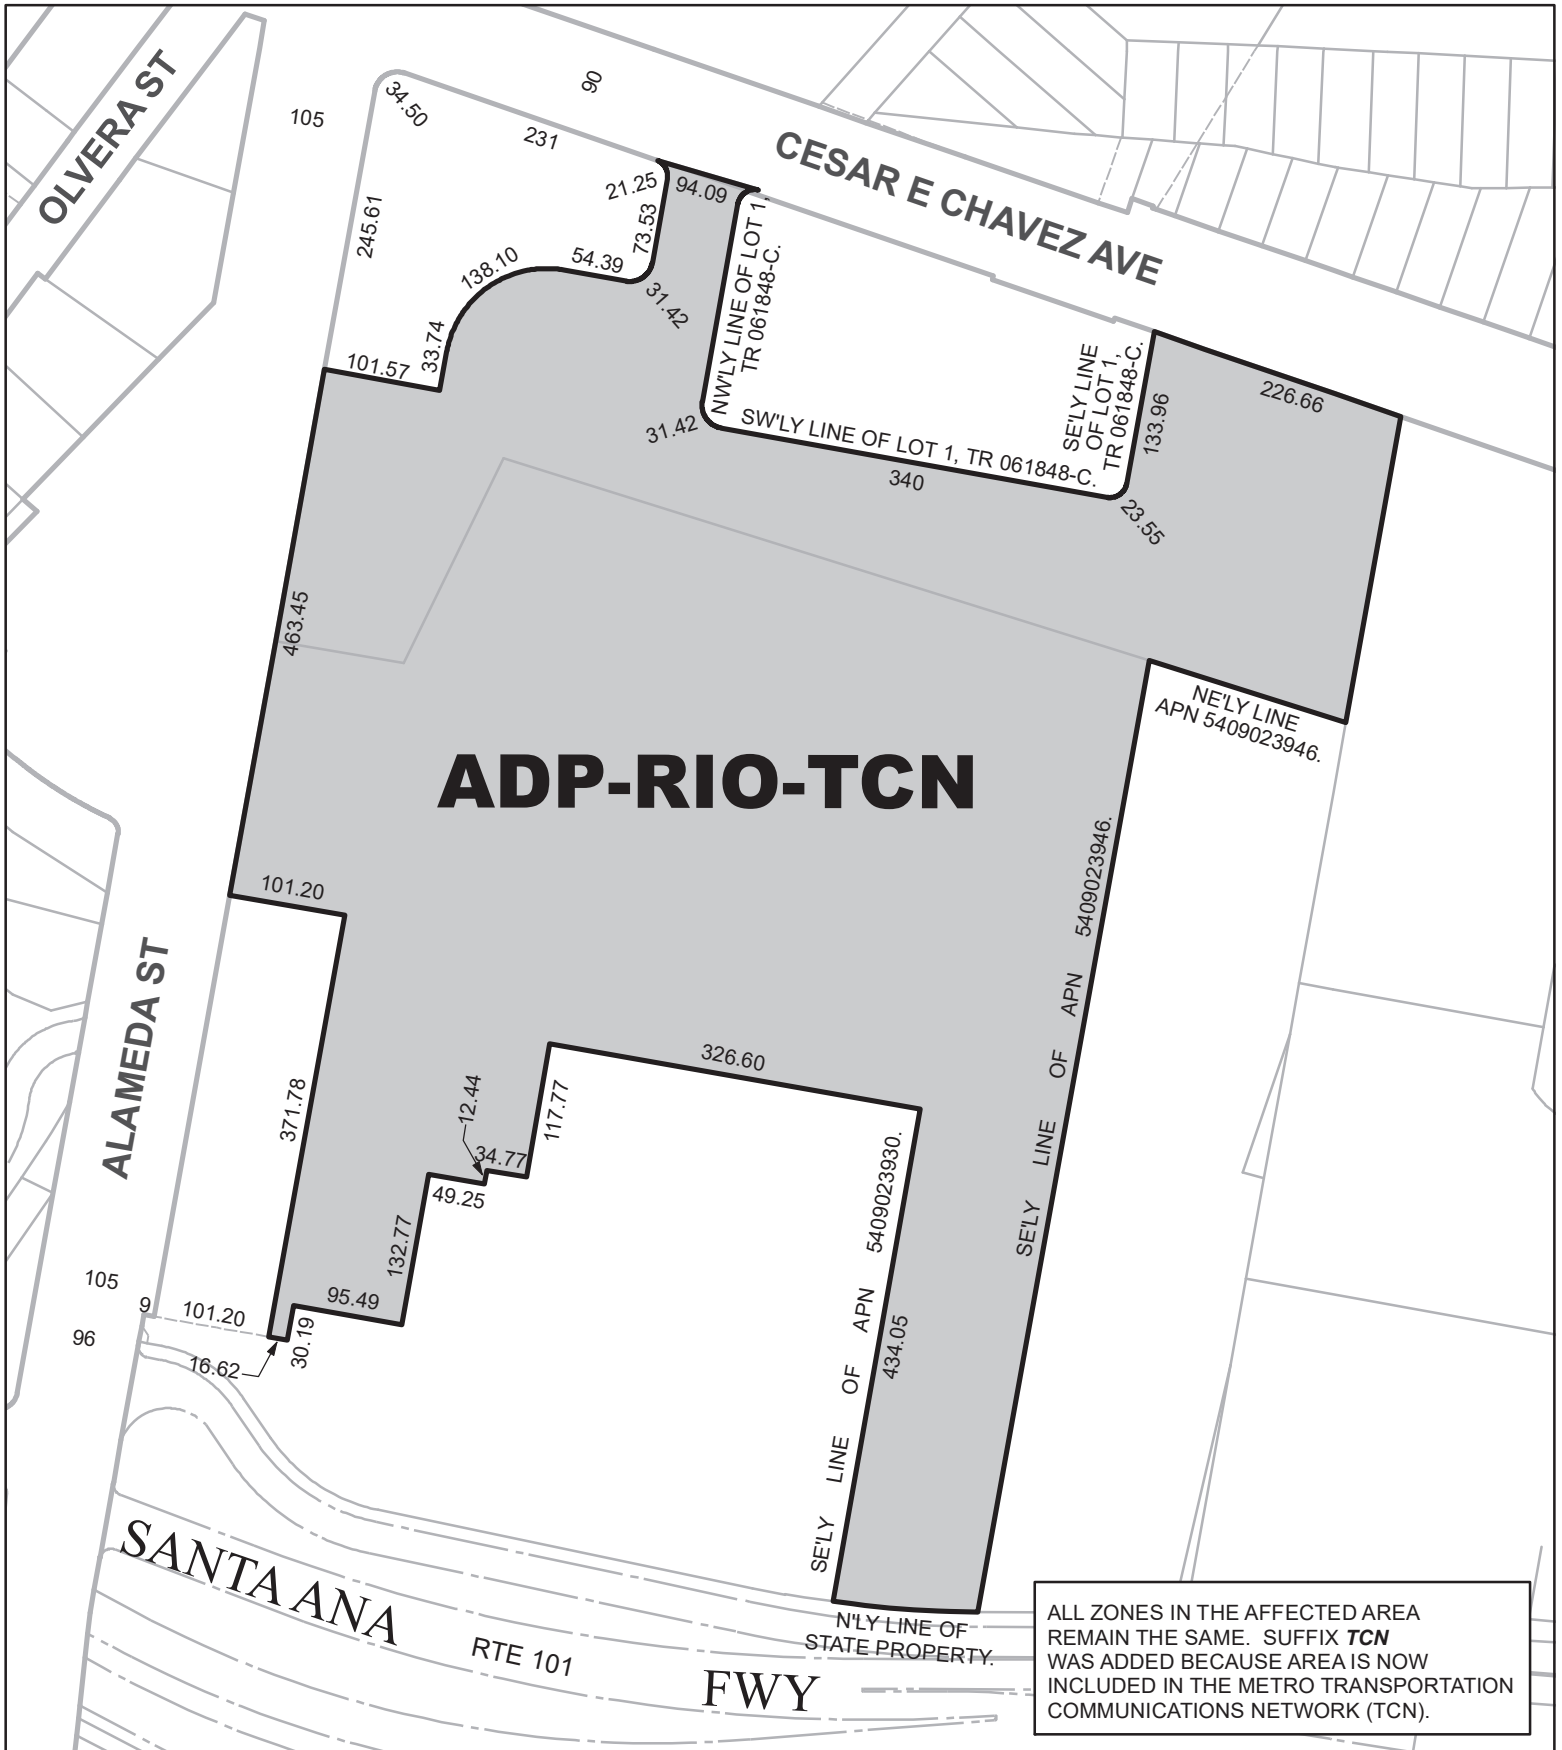 OLVERA ST
105
34.50
90
231
CESAR E CHAVEZ AVE
21.25
94.09
245.61
73.53
138.10
54.39
31.42
33.74
101.57
NW'LY LINE OF LOT 1,
TR 061848-C.
31.42
SW'LY LINE OF LOT 1, TR 061848-C.
340
SE'LY LINE
OF LOT 1,
TR 061848-C.
133.96
226.66
23.55
463.45
NE'LY LINE
APN 5409023946.
ADP-RIO-TCN
SE'LY LINE OF APN 5409023946.
101.20
ALAMEDA ST
371.78
326.60
12.44
117.77
34.77
49.25
132.77
SE'LY LINE OF APN 5409023930.
434.05
105
9
101.20
96
95.49
30.19
16.62
SANTA ANA
RTE 101
FWY
N'LY LINE OF
STATE PROPERTY.
ALL ZONES IN THE AFFECTED AREA
REMAIN THE SAME. SUFFIX TCN
WAS ADDED BECAUSE AREA IS NOW
INCLUDED IN THE METRO TRANSPORTATION
COMMUNICATIONS NETWORK (TCN).